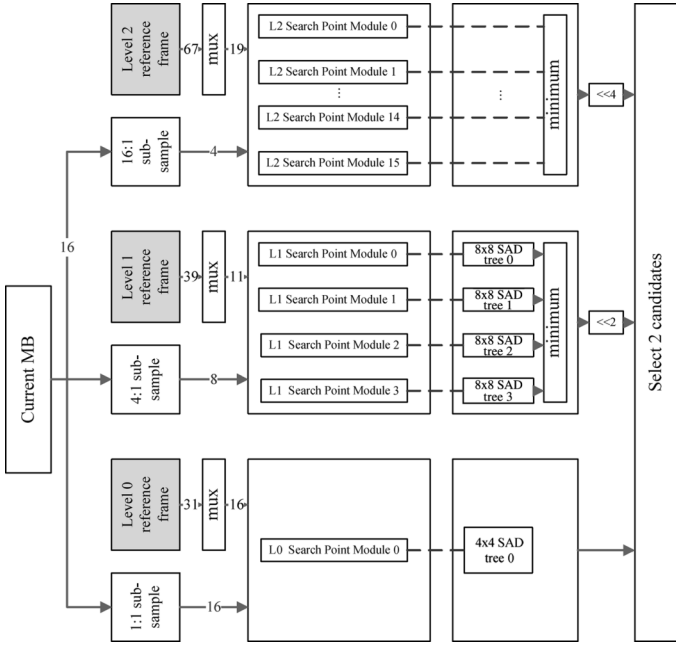 Level 2
reference
frame
67
mux
19
L2 Search Point Module 0
L2 Search Point Module 1
...
L2 Search Point Module 14
L2 Search Point Module 15
...
minimum
<<4
16:1
sub-
sample
4
16
Level 1
reference
frame
39
mux
11
L1 Search Point Module 0
L1 Search Point Module 1
L1 Search Point Module 2
L1 Search Point Module 3
8x8 SAD
tree 0
8x8 SAD
tree 1
8x8 SAD
tree 2
8x8 SAD
tree 3
minimum
<<2
Current MB
4:1 sub-
sample
8
Select 2 candidates
Level 0
reference
frame
31
mux
16
L0 Search Point Module 0
4x4 SAD
tree 0
1:1 sub-
sample
16